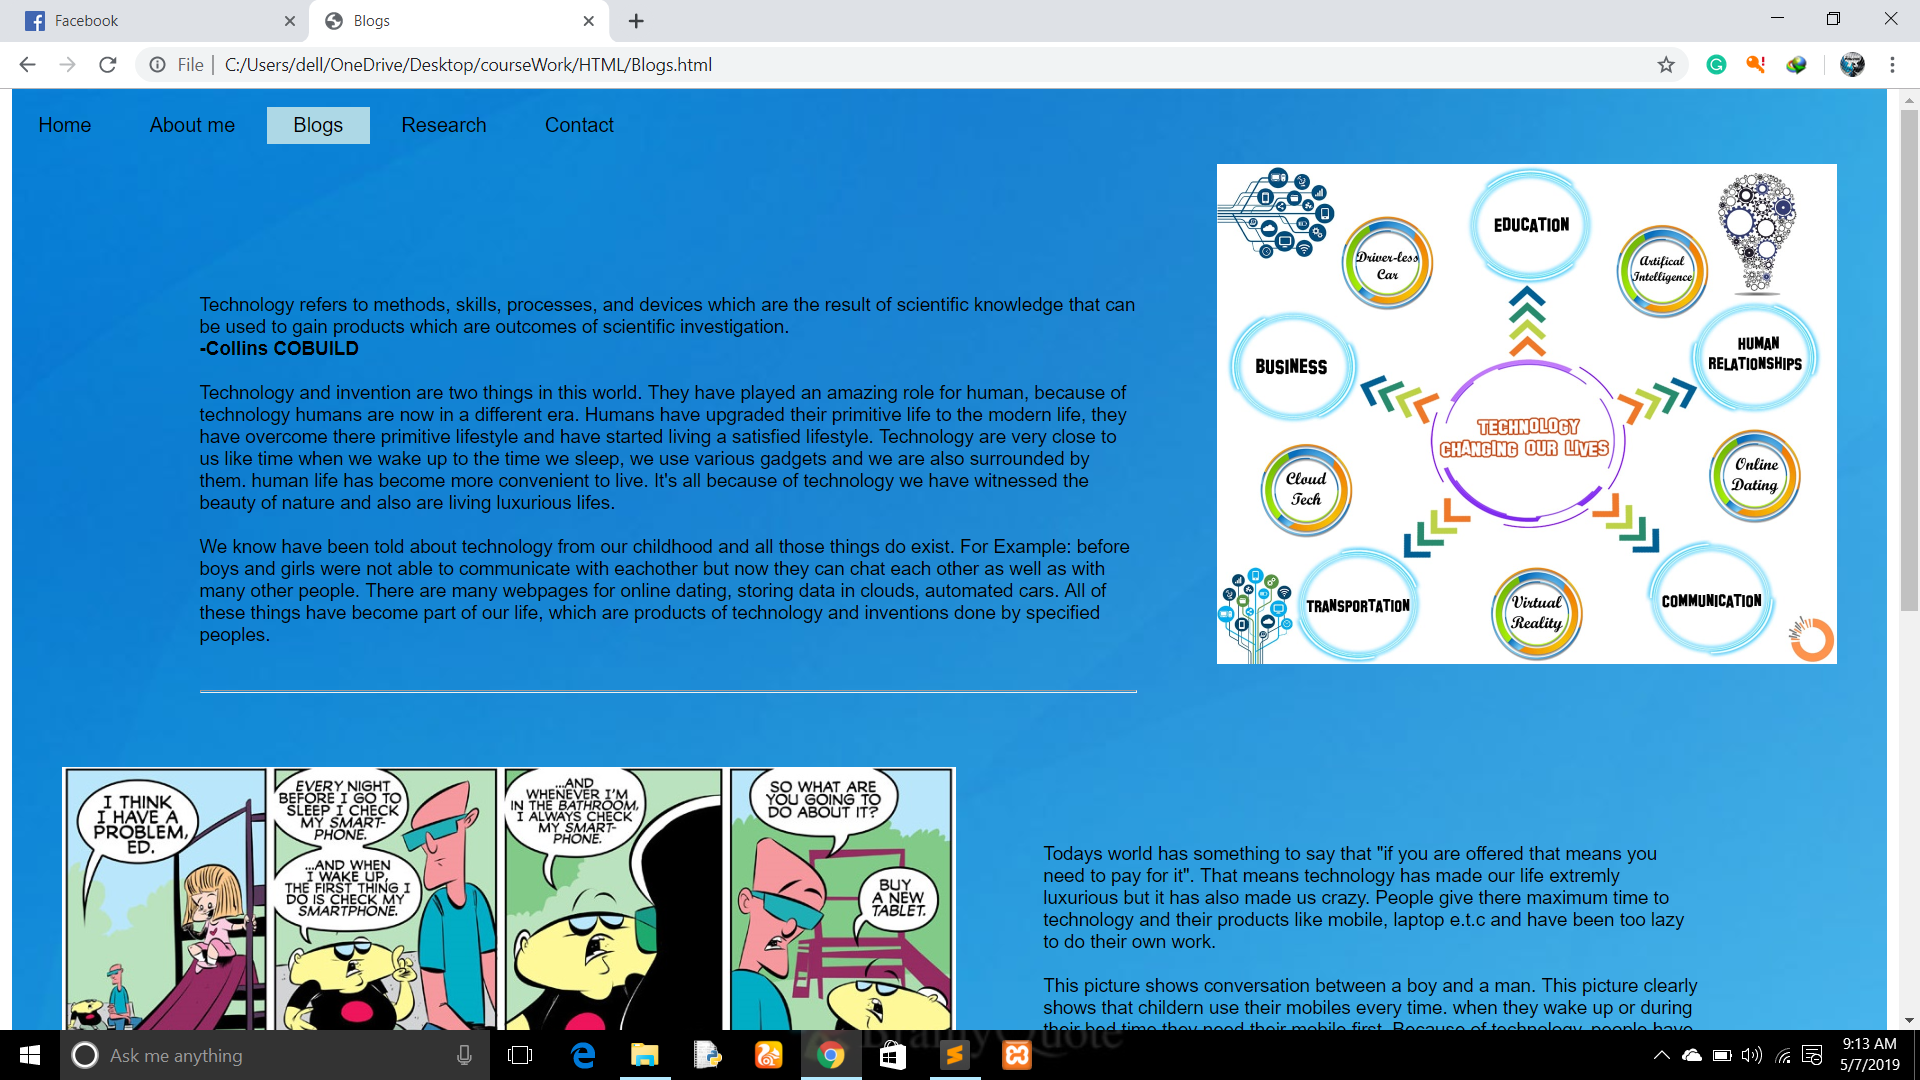 Facebook
Blogs
File
C:/Users/dell/OneDrive/Desktop/courseWork/HTML/Blogs.html
Home
About me
Blogs
Research
Contact
Technology refers to methods, skills, processes, and devices which are the result of scientific knowledge that can
be used to gain products which are outcomes of scientific investigation.
-Collins COBUILD
Technology and invention are two things in this world. They have played an amazing role for human, because of
technology humans are now in a different era. Humans have upgraded their primitive life to the modern life, they
have overcome there primitive lifestyle and have started living a satisfied lifestyle. Technology are very close to
us like time when we wake up to the time we sleep, we use various gadgets and we are also surrounded by
them. human life has become more convenient to live. It's all because of technology we have witnessed the
beauty of nature and also are living luxurious lifes.
We know have been told about technology from our childhood and all those things do exist. For Example: before
boys and girls were not able to communicate with eachother but now they can chat each other as well as with
many other people. There are many webpages for online dating, storing data in clouds, automated cars. All of
these things have become part of our life, which are products of technology and inventions done by specified
peoples.
EDUCATION
Driver-less
Car
Artifical
Intelligence
BUSINESS
HUMAN
RELATIONSHIPS
TECHNOLOGY
CHANGING OUR LIVES
Cloud
Tech
Online
Dating
TRANSPORTATION
Virtual
Reality
COMMUNICATION
I THINK
I HAVE A
PROBLEM,
ED.
EVERY NIGHT
BEFORE I GO TO
SLEEP I CHECK
MY SMART-
PHONE.
...AND WHEN
I WAKE UP,
THE FIRST THING I
DO IS CHECK MY
SMARTPHONE.
...AND
WHENEVER I'M
IN THE BATHROOM,
I ALWAYS CHECK
MY SMART-
PHONE.
SO WHAT ARE
YOU GOING TO
DO ABOUT IT?
BUY
A NEW
TABLET.
Todays world has something to say that "if you are offered that means you
need to pay for it". That means technology has made our life extremly
luxurious but it has also made us crazy. People give there maximum time to
technology and their products like mobile, laptop e.t.c and have been too lazy
to do their own work.
This picture shows conversation between a boy and a man. This picture clearly
shows that childern use their mobiles every time. when they wake up or during
their bed time they need their mobile first. Because of technology, people have
BrainyQuote
Ask me anything
9:13 AM
5/7/2019